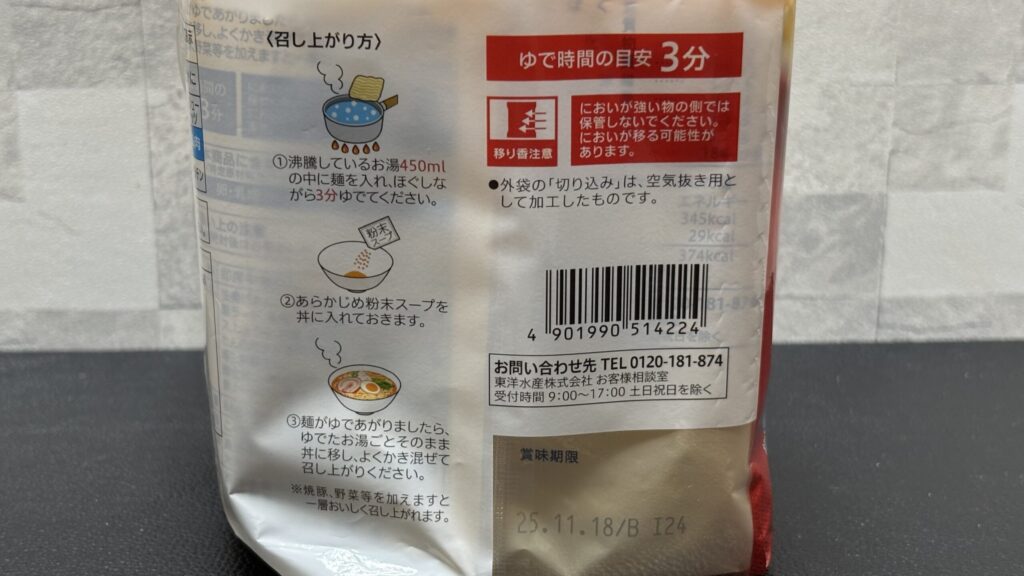 〈召し上がり方〉
①沸騰しているお湯450ml
の中に麺を入れ、ほぐしな
がら3分ゆでてください。
粉末
スープ
②あらかじめ粉末スープを
丼に入れておきます。
③麺がゆであがりましたら、
ゆでたお湯ごとそのまま
丼に移し、よくかき混ぜて
召し上がりください。
※焼豚、野菜等を加えますと
一層おいしく召し上がれます。
ゆで時間の目安 3分
移り香注意
においが強い物の側では
保管しないでください。
においが移る可能性が
あります。
●外袋の「切り込み」は、空気抜き用と
して加工したものです。
エネルギー
345kcal
29kcal
374kcal
4 901990 514224
お問い合わせ先 TEL 0120-181-874
東洋水産株式会社 お客様相談室
受付時間 9:00〜17:00 土日祝日を除く
賞味期限
25.11.18/B I24